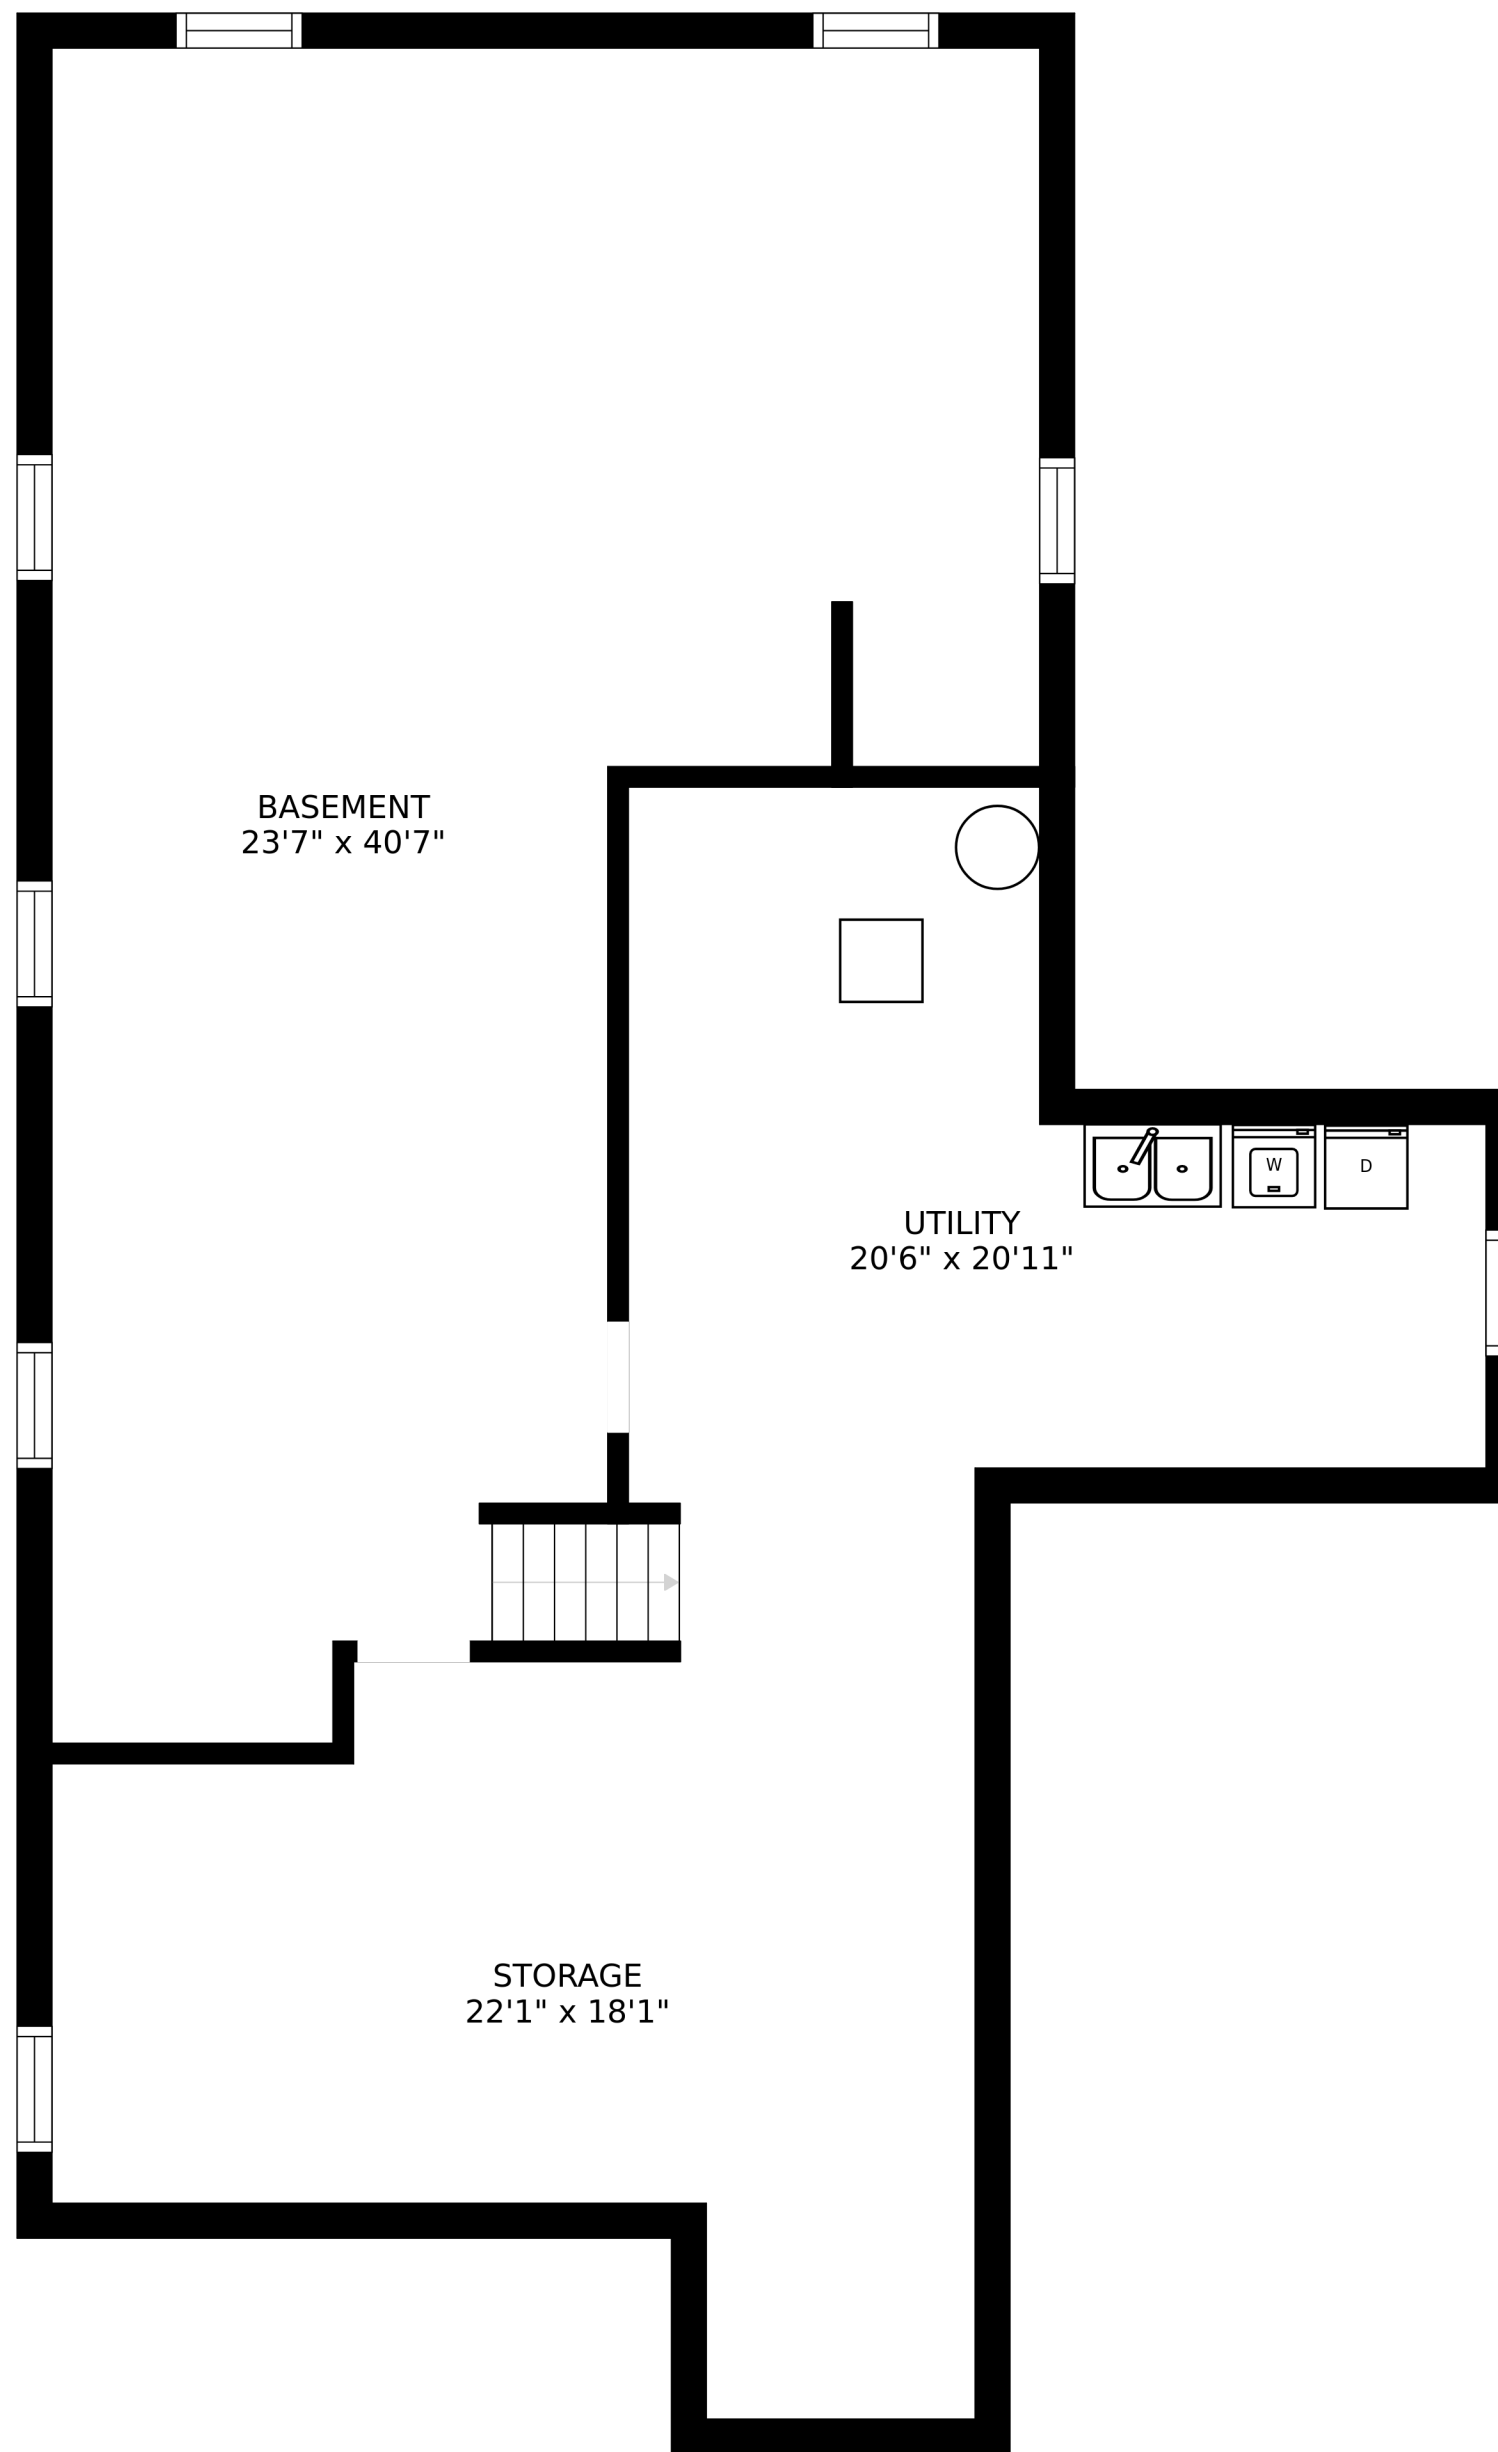 BASEMENT
23'7" x 40'7"
W
D
UTILITY
20'6" x 20'11"
STORAGE
22'1" x 18'1"